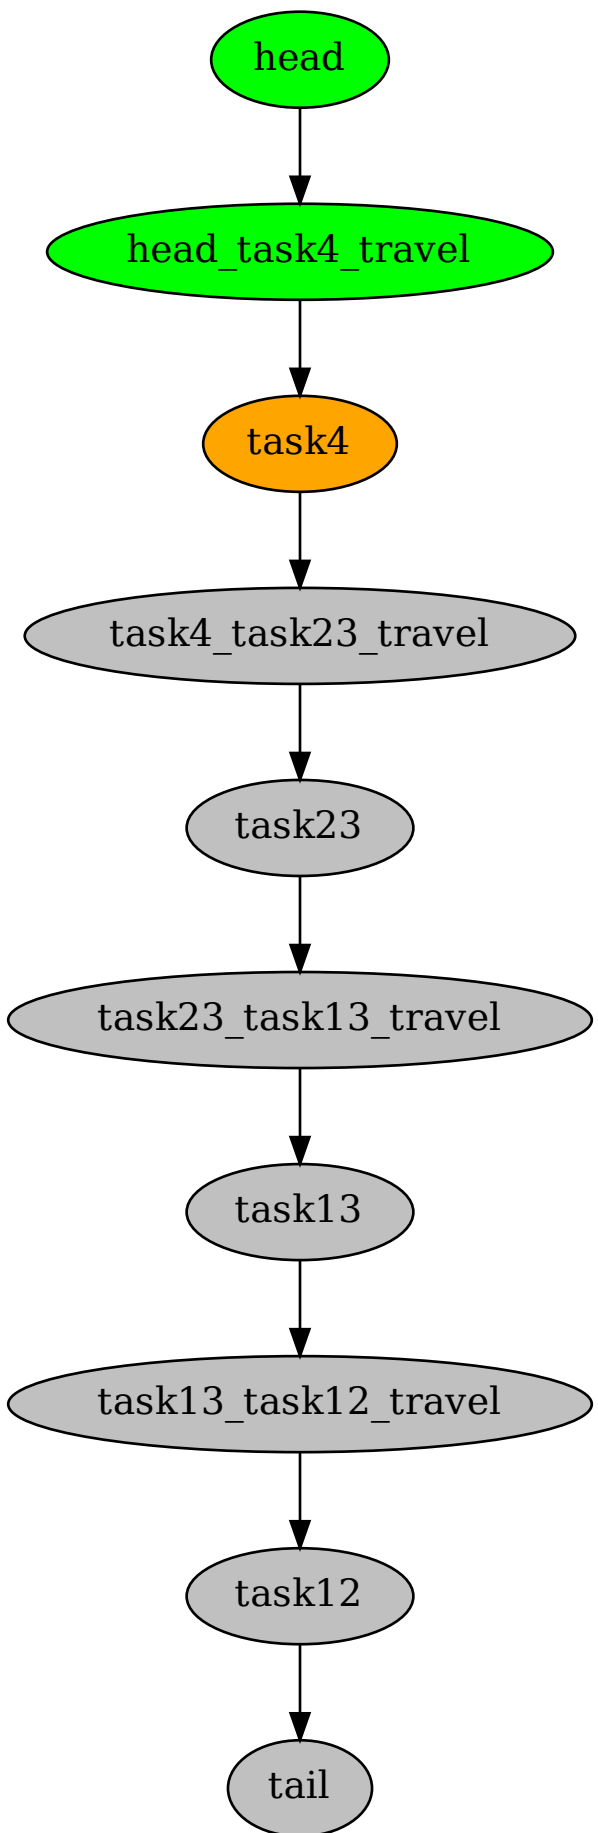 head
head_task4_travel
task4
task4_task23_travel
task23
task23_task13_travel
task13
task13_task12_travel
task12
tail